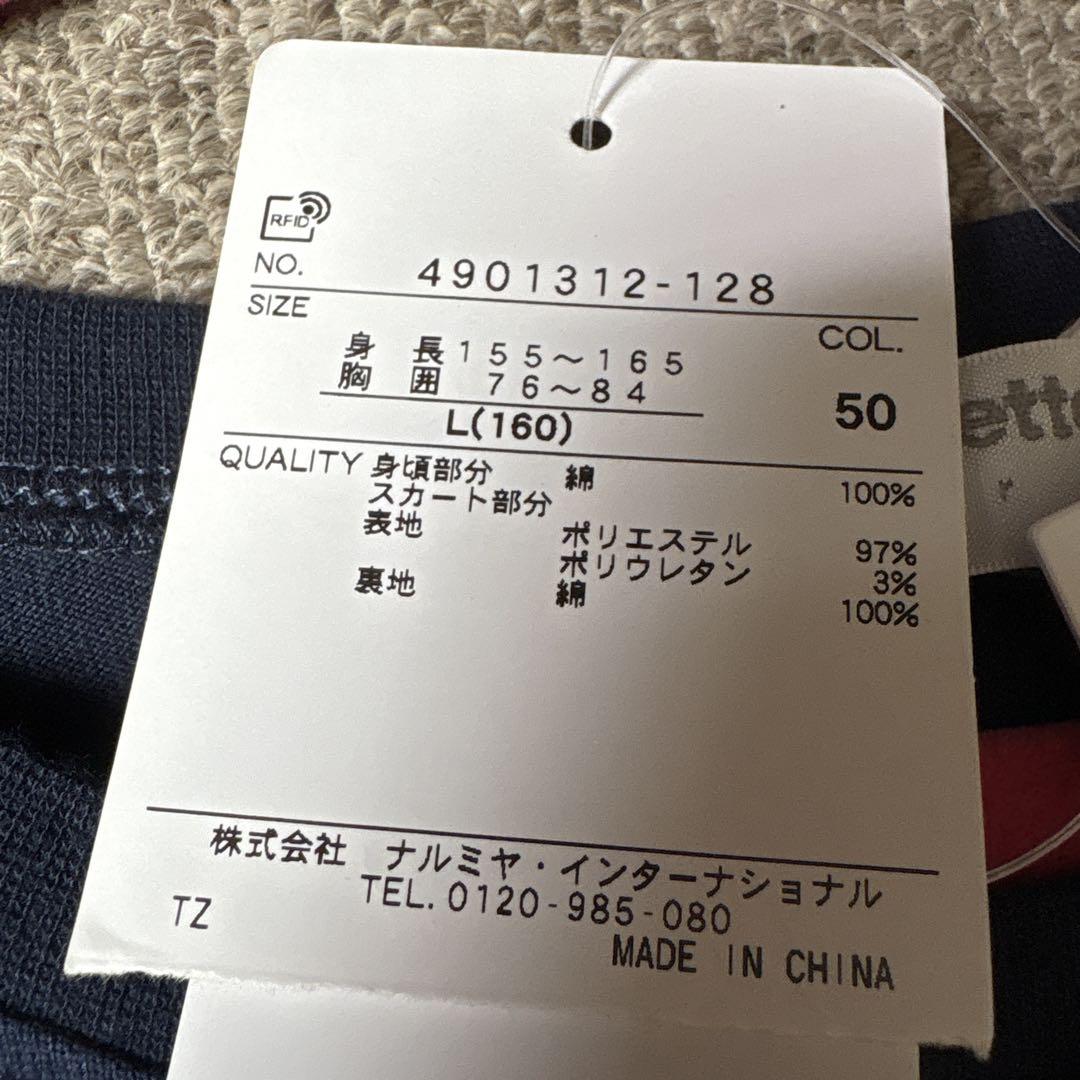 RFID
NO. 4901312-128
SIZE
COL.
身 長 155〜165
胸 囲 76〜84
50
L(160)
QUALITY 身頃部分 綿 100%
スカート部分
表地 ポリエステル 97%
ポリウレタン 3%
裏地 綿 100%
株式会社 ナルミヤ・インターナショナル
TEL. 0120-985-080
TZ
MADE IN CHINA